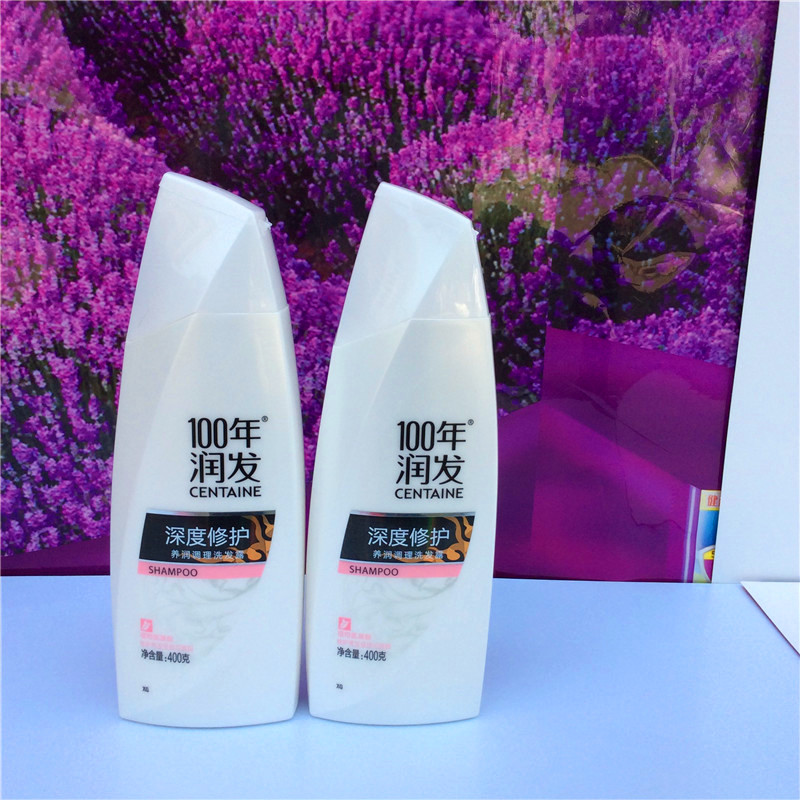 100年®
润发
CENTAINE
深度修护
养润调理洗发露
SHAMPOO
净含量:400克
100年®
润发
CENTAINE
深度修护
养润调理洗发露
SHAMPOO
净含量:400克